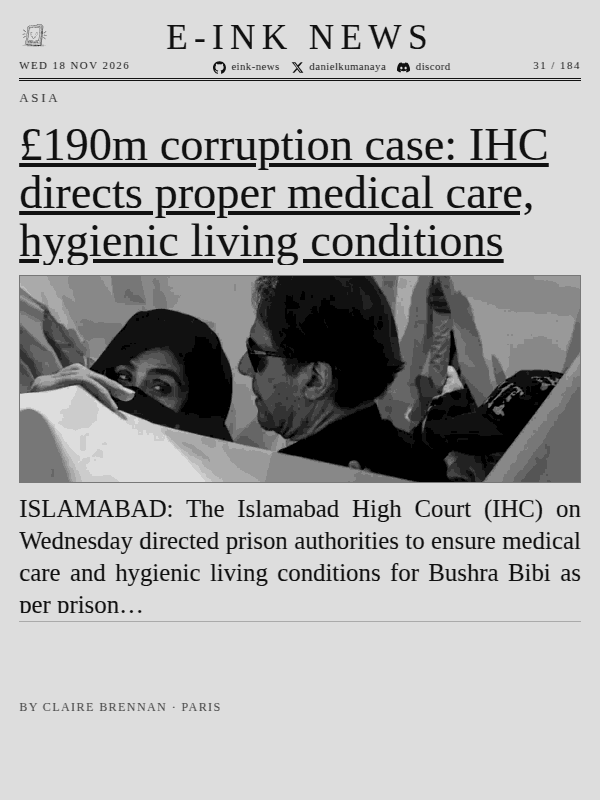 E-INK NEWS
WED 18 NOV 2026
eink-news
danielkumanaya
discord
31 / 184
ASIA
£190m corruption case: IHC
directs proper medical care,
hygienic living conditions
ISLAMABAD: The Islamabad High Court (IHC) on
Wednesday directed prison authorities to ensure medical
care and hygienic living conditions for Bushra Bibi as
per prison…
BY CLAIRE BRENNAN · PARIS